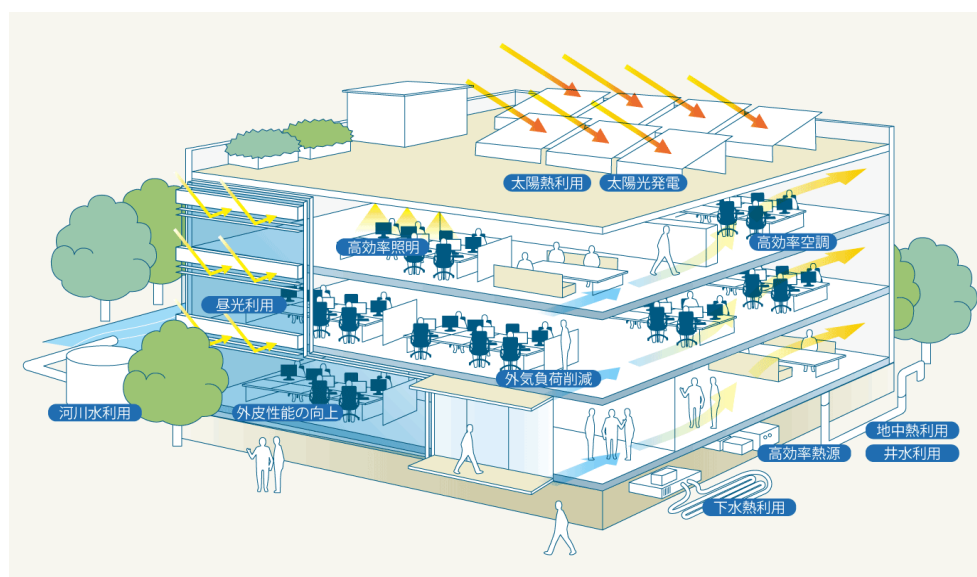 太陽熱利用
太陽光発電
高効率照明
高効率空調
昼光利用
外気負荷削減
河川水利用
外皮性能の向上
地中熱利用
高効率熱源
井水利用
下水熱利用